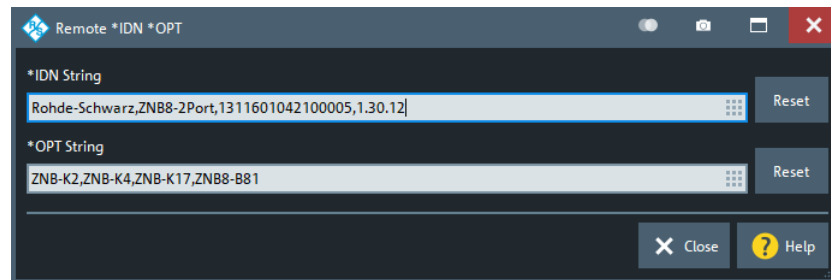 Remote *IDN *OPT
*IDN String
Rohde-Schwarz,ZNB8-2Port,1311601042100005,1.30.12
Reset
*OPT String
ZNB-K2,ZNB-K4,ZNB-K17,ZNB8-B81
Reset
Close
? Help